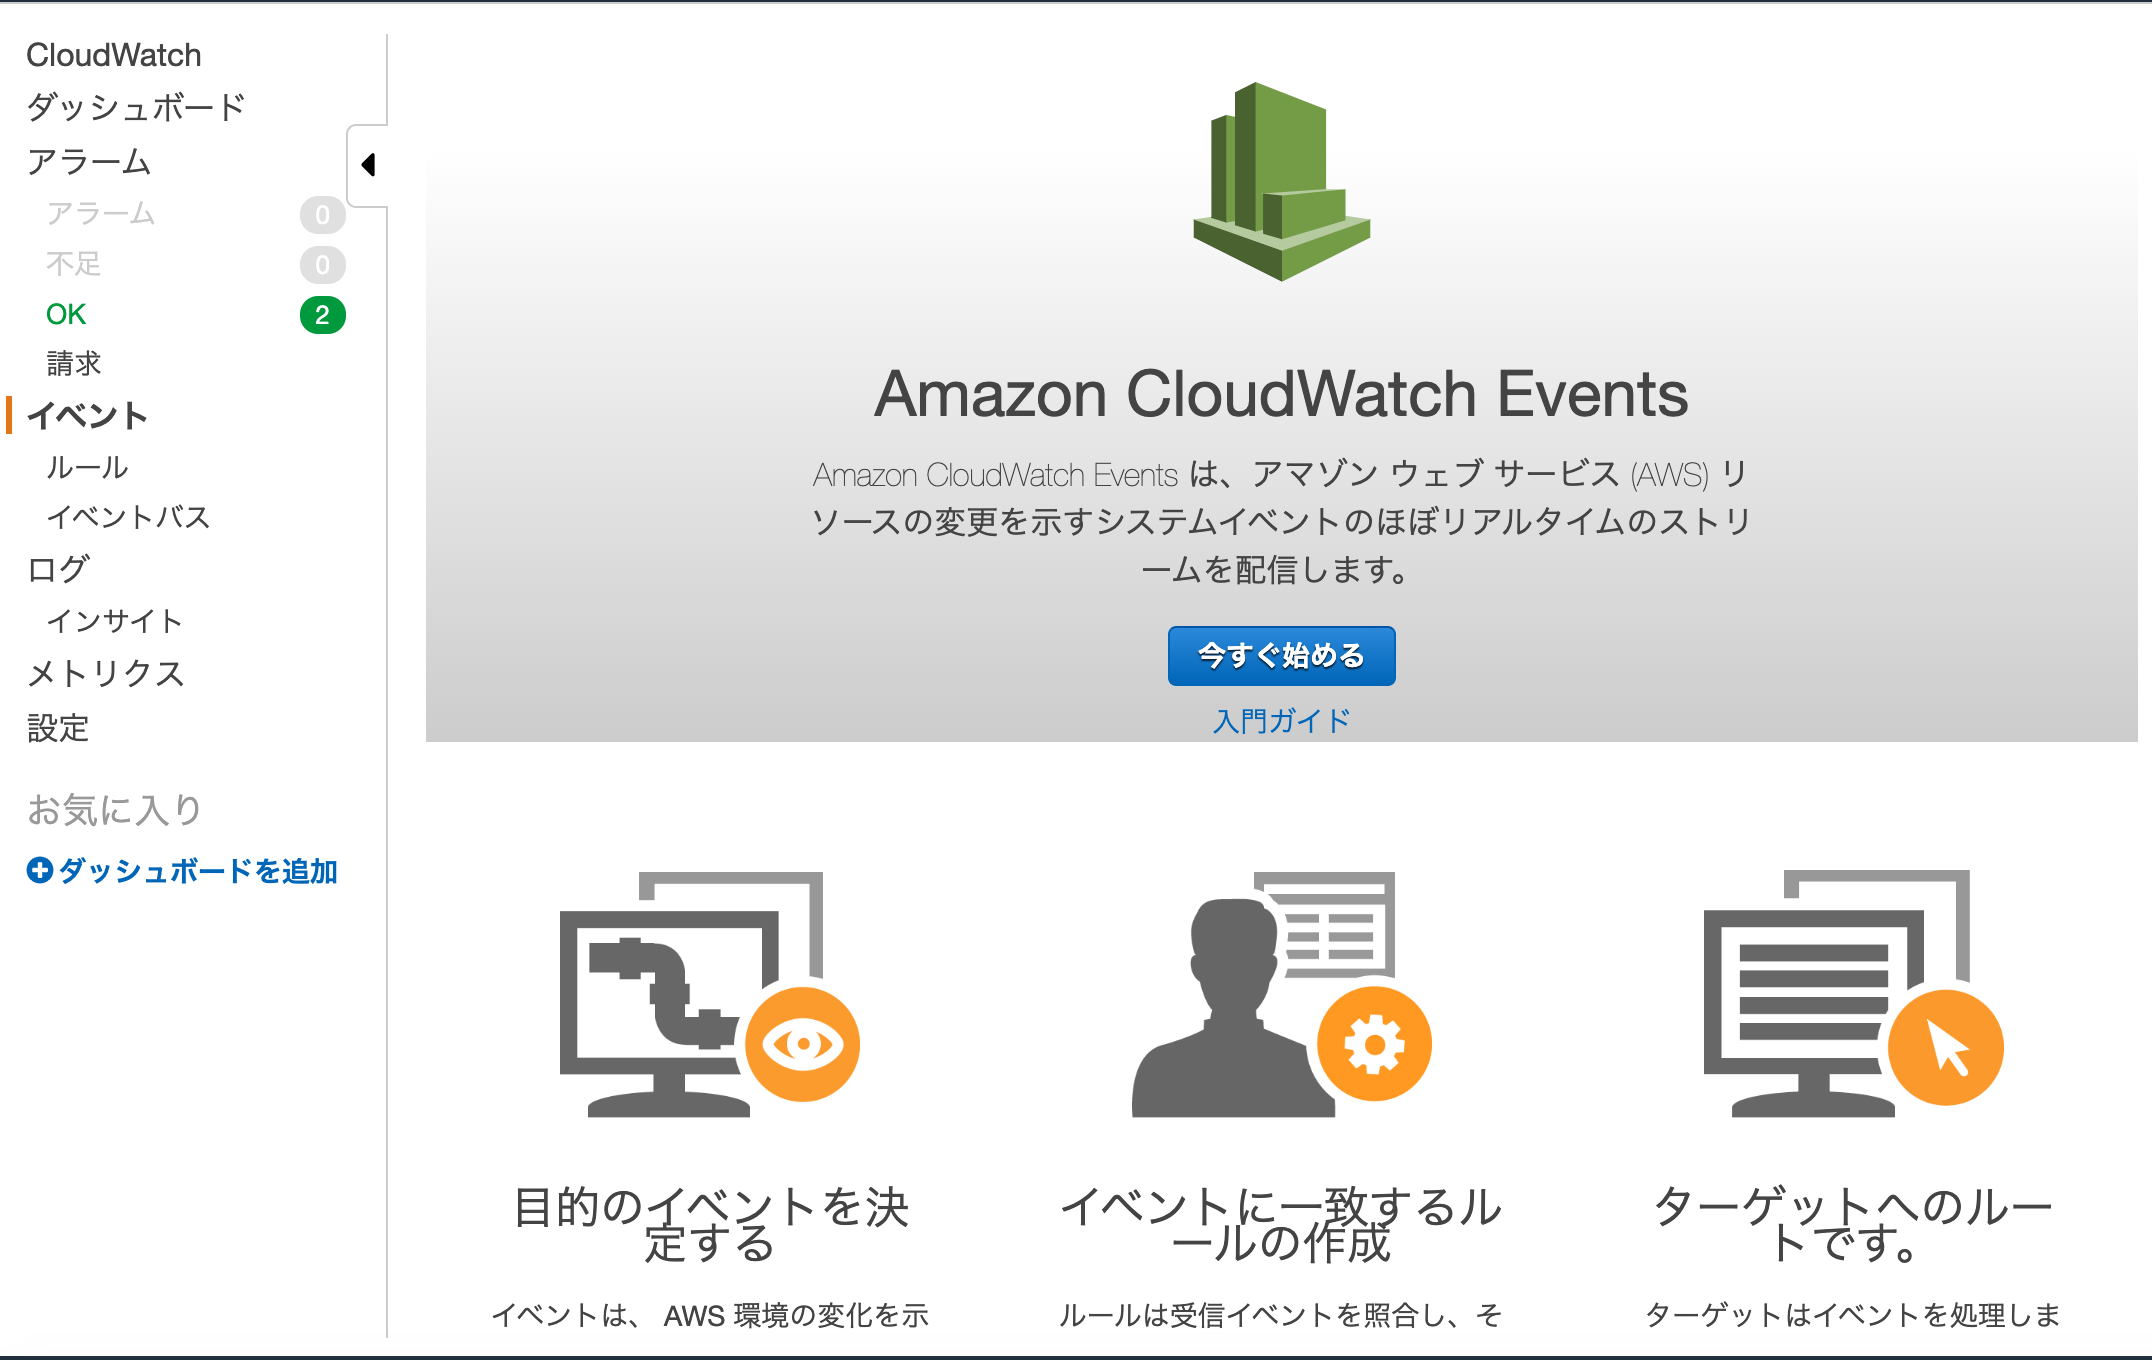 CloudWatch
ダッシュボード
アラーム
アラーム 0
不足 0
OK 2
請求
イベント
ルール
イベントバス
ログ
インサイト
メトリクス
設定
お気に入り
ダッシュボードを追加
Amazon CloudWatch Events
Amazon CloudWatch Events は、アマゾン ウェブ サービス (AWS) リ
ソースの変更を示すシステムイベントのほぼリアルタイムのストリ
ームを配信します。
今すぐ始める
入門ガイド
目的のイベントを決
定する
イベントは、 AWS 環境の変化を示
イベントに一致するル
ールの作成
ルールは受信イベントを照合し、そ
ターゲットへのルー
トです。
ターゲットはイベントを処理しま